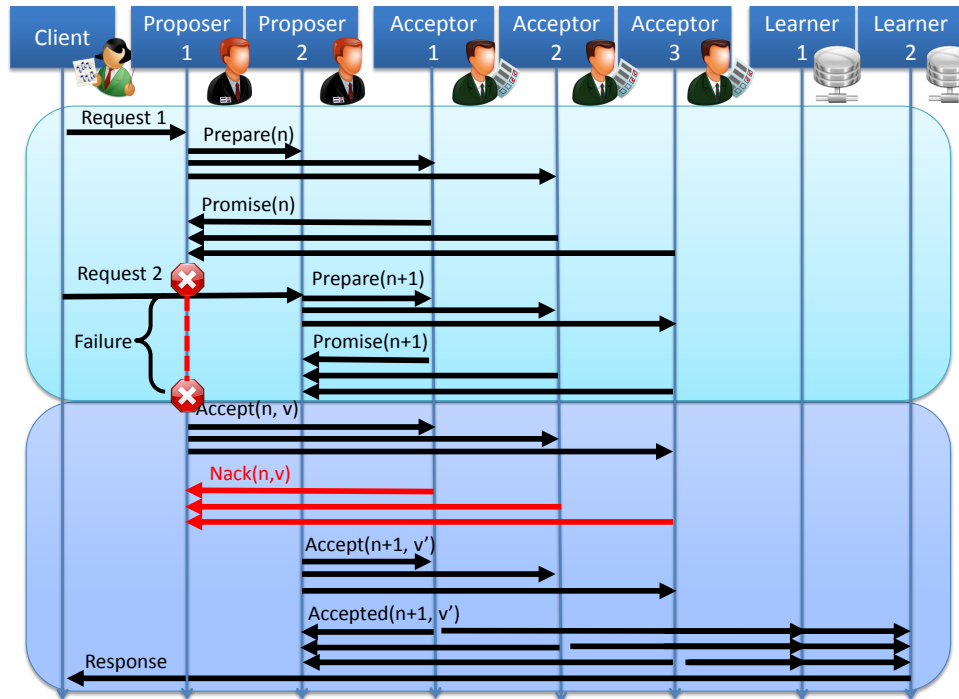 Client
Proposer
1
Proposer
2
Acceptor
1
Acceptor
2
Acceptor
3
Learner
1
Learner
2
Request 1
Prepare(n)
Promise(n)
Request 2
Prepare(n+1)
Failure
Promise(n+1)
Accept(n, v)
Nack(n,v)
Accept(n+1, v’)
Accepted(n+1, v’)
Response